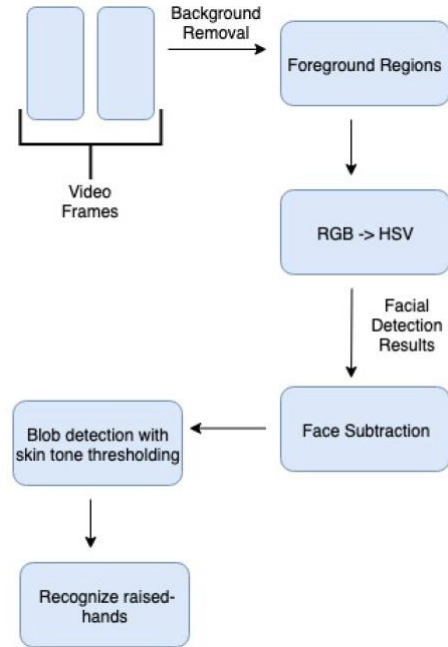 Background
Removal
Foreground Regions
Video
Frames
RGB -> HSV
Facial
Detection
Results
Face Subtraction
Blob detection with
skin tone thresholding
Recognize raised-
hands